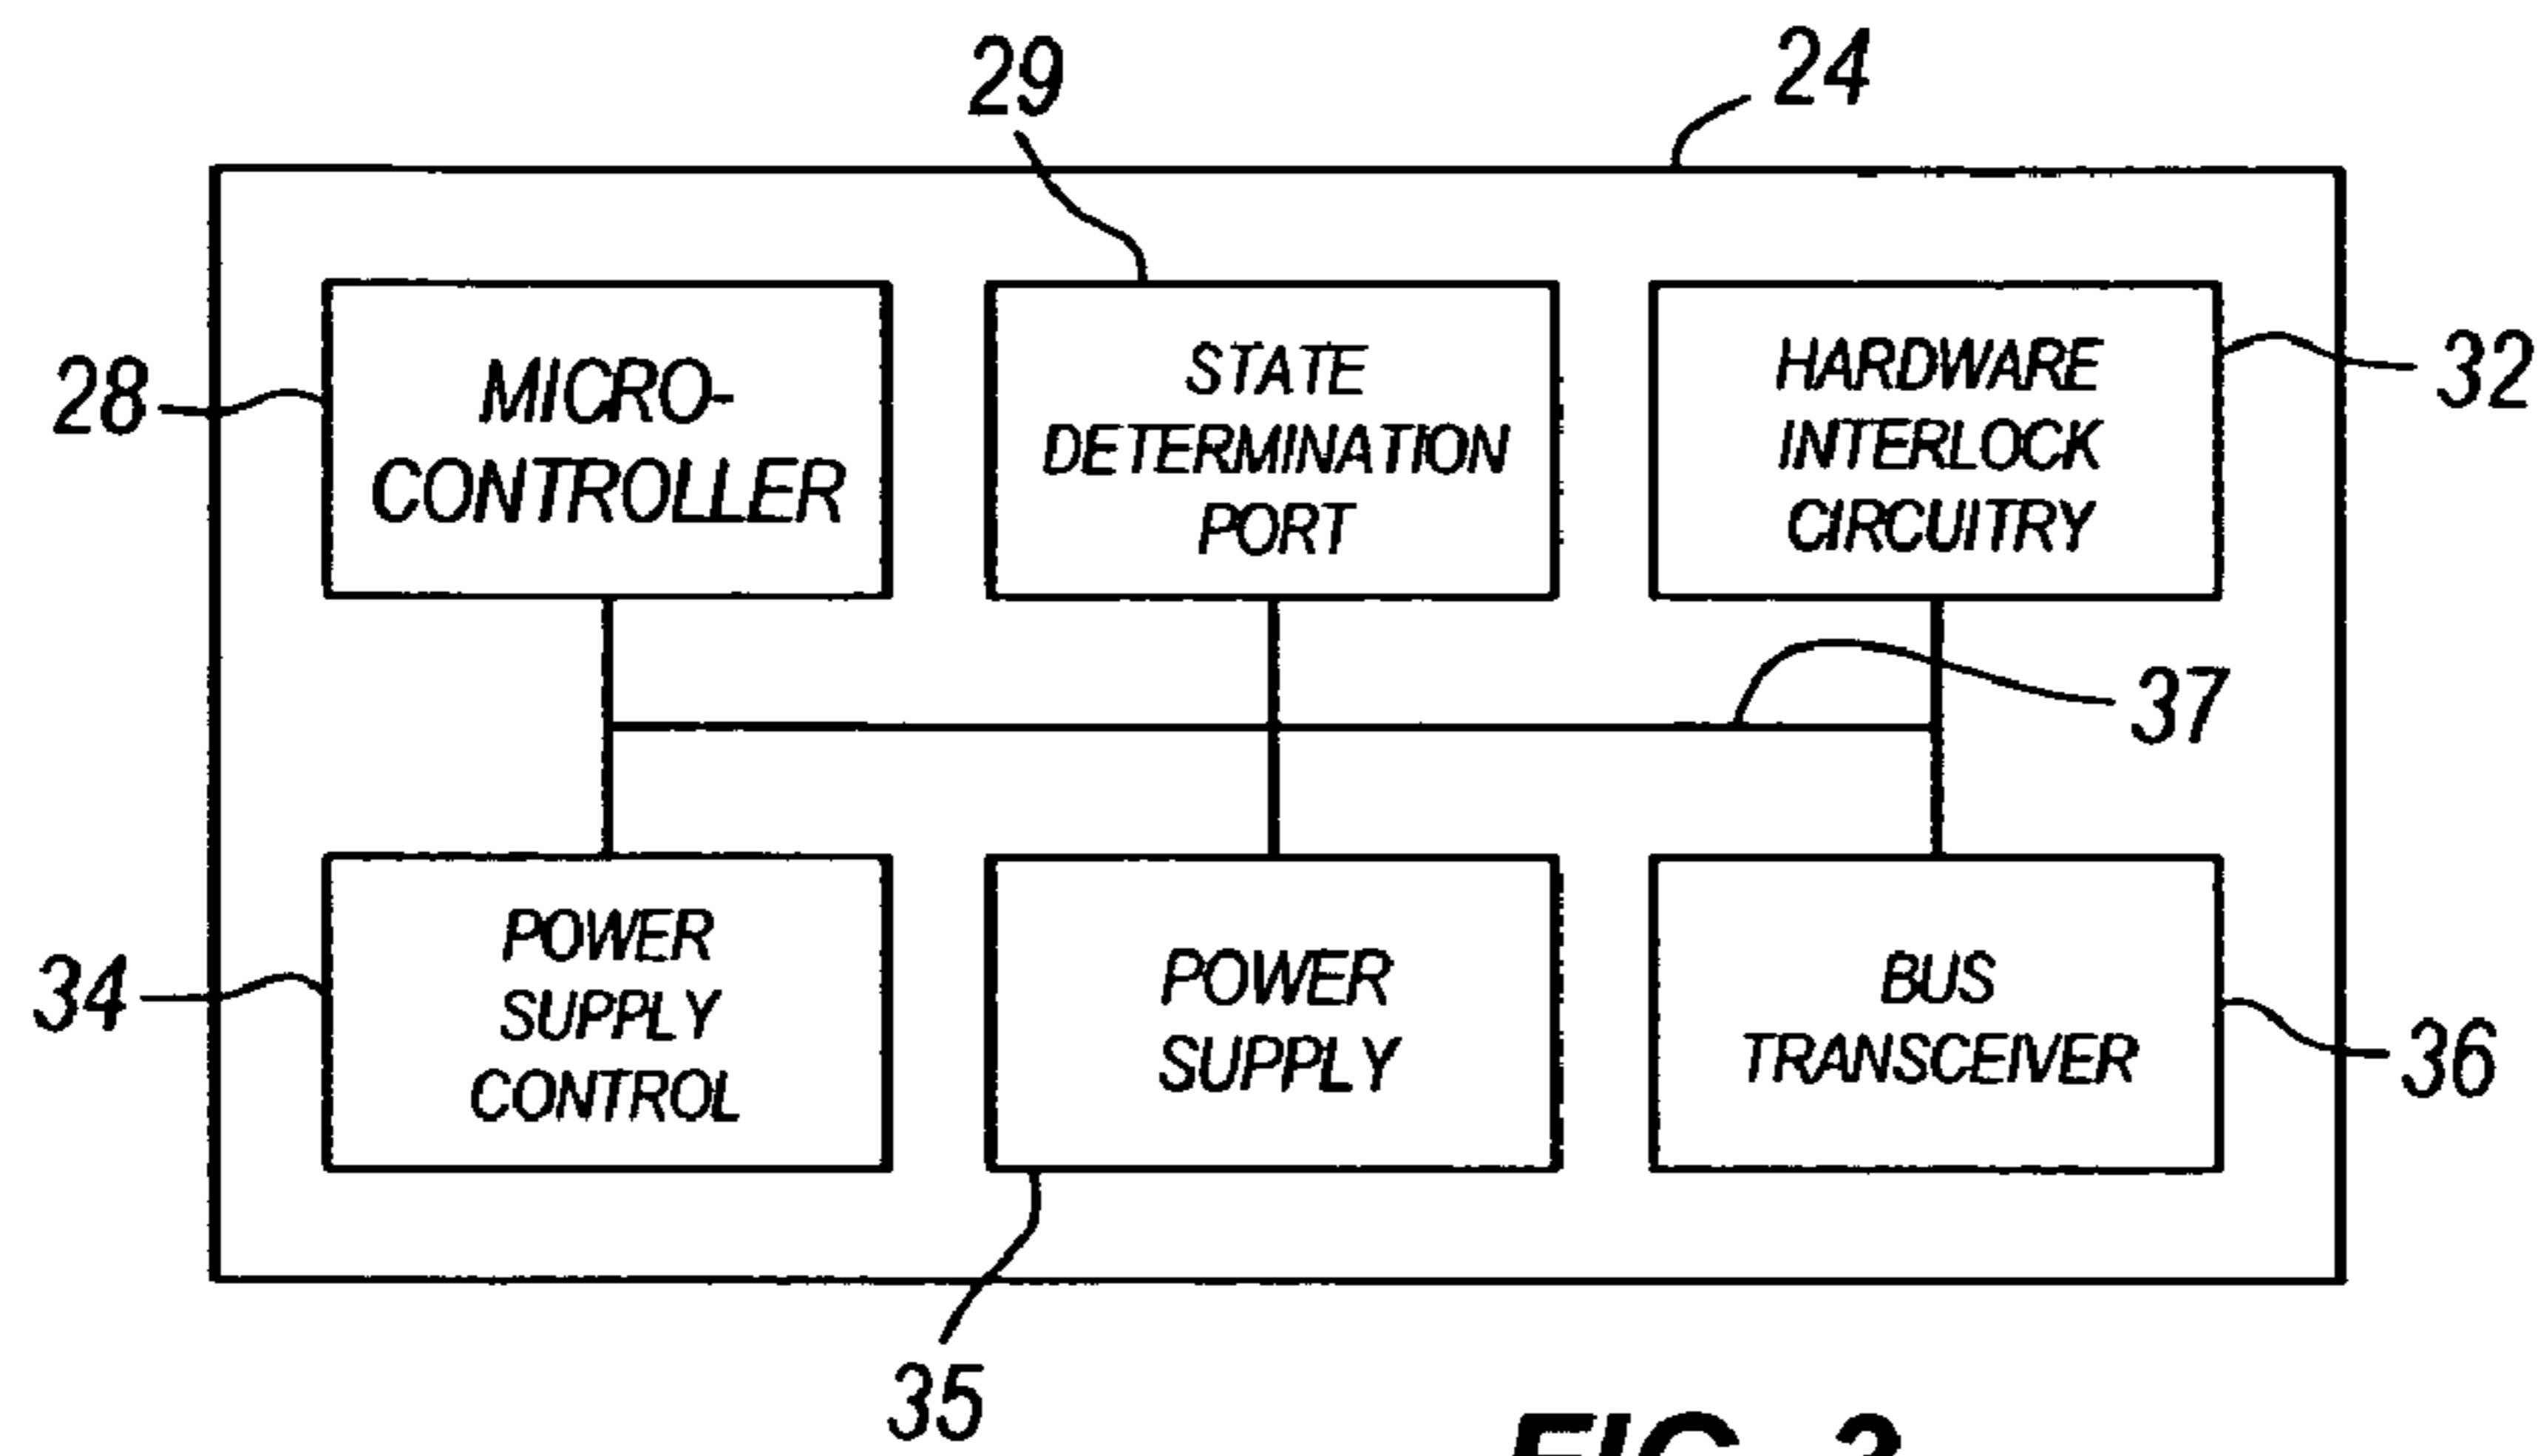 29
24
28
MICRO-
CONTROLLER
STATE
DETERMINATION
PORT
HARDWARE
INTERLOCK
CIRCUITRY
32
37
34
POWER
SUPPLY
CONTROL
POWER
SUPPLY
BUS
TRANSCEIVER
36
35
FIG.